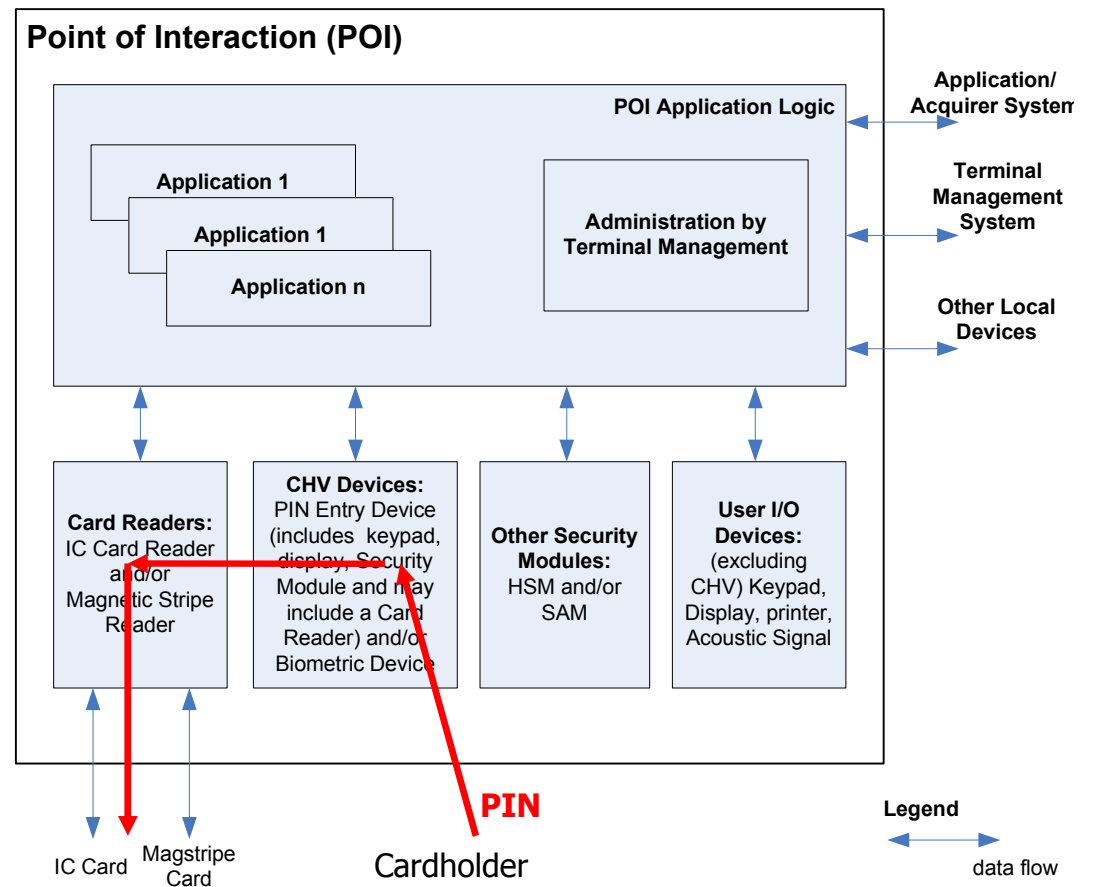 Point of Interaction (POI)
POI Application Logic
Application 1
Application 1
Application n
Administration by
Terminal Management
Application/
Acquirer System
Terminal
Management
System
Other Local
Devices
Card Readers:
IC Card Reader
and/or
Magnetic Stripe
Reader
CHV Devices:
PIN Entry Device
(includes keypad,
display, Security
Module and may
include a Card
Reader) and/or
Biometric Device
Other Security
Modules:
HSM and/or
SAM
User I/O
Devices:
(excluding
CHV) Keypad,
Display, printer,
Acoustic Signal
PIN
IC Card
Magstripe
Card
Cardholder
Legend
data flow